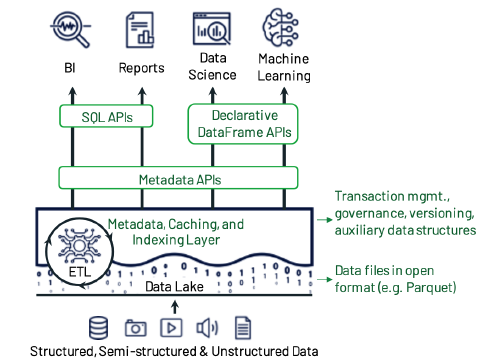 BI
Reports
Data
Science
Machine
Learning
SQL APIs
Declarative
DataFrame APIs
Metadata APIs
Metadata, Caching, and
Indexing Layer
ETL
Data Lake
Transaction mgmt.,
governance, versioning,
auxiliary data structures
Data files in open
format (e.g. Parquet)
Structured, Semi-structured & Unstructured Data